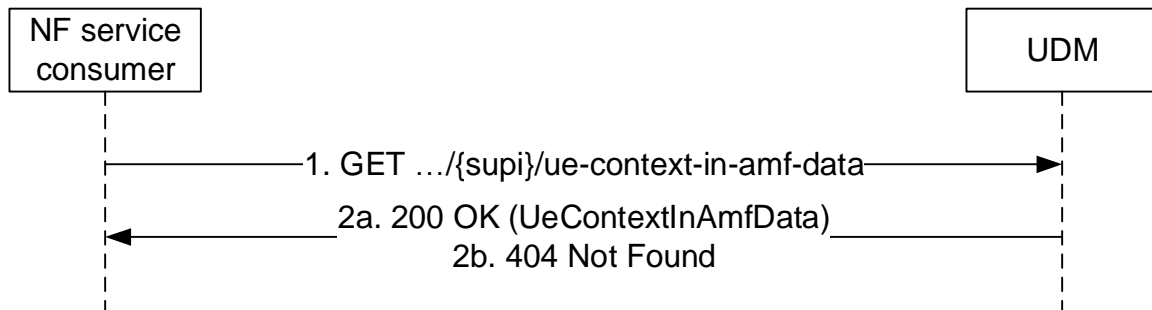 NF service
consumer
UDM
1. GET …/{supi}/ue-context-in-amf-data
2a. 200 OK (UeContextInAmfData)
2b. 404 Not Found